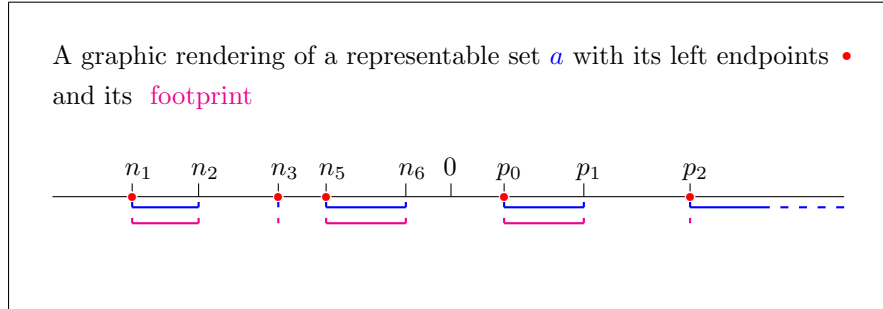 A graphic rendering of a representable set a with its left endpoints •
and its footprint
n₁ n₂ n₃ n₅ n₆ 0 p₀ p₁ p₂